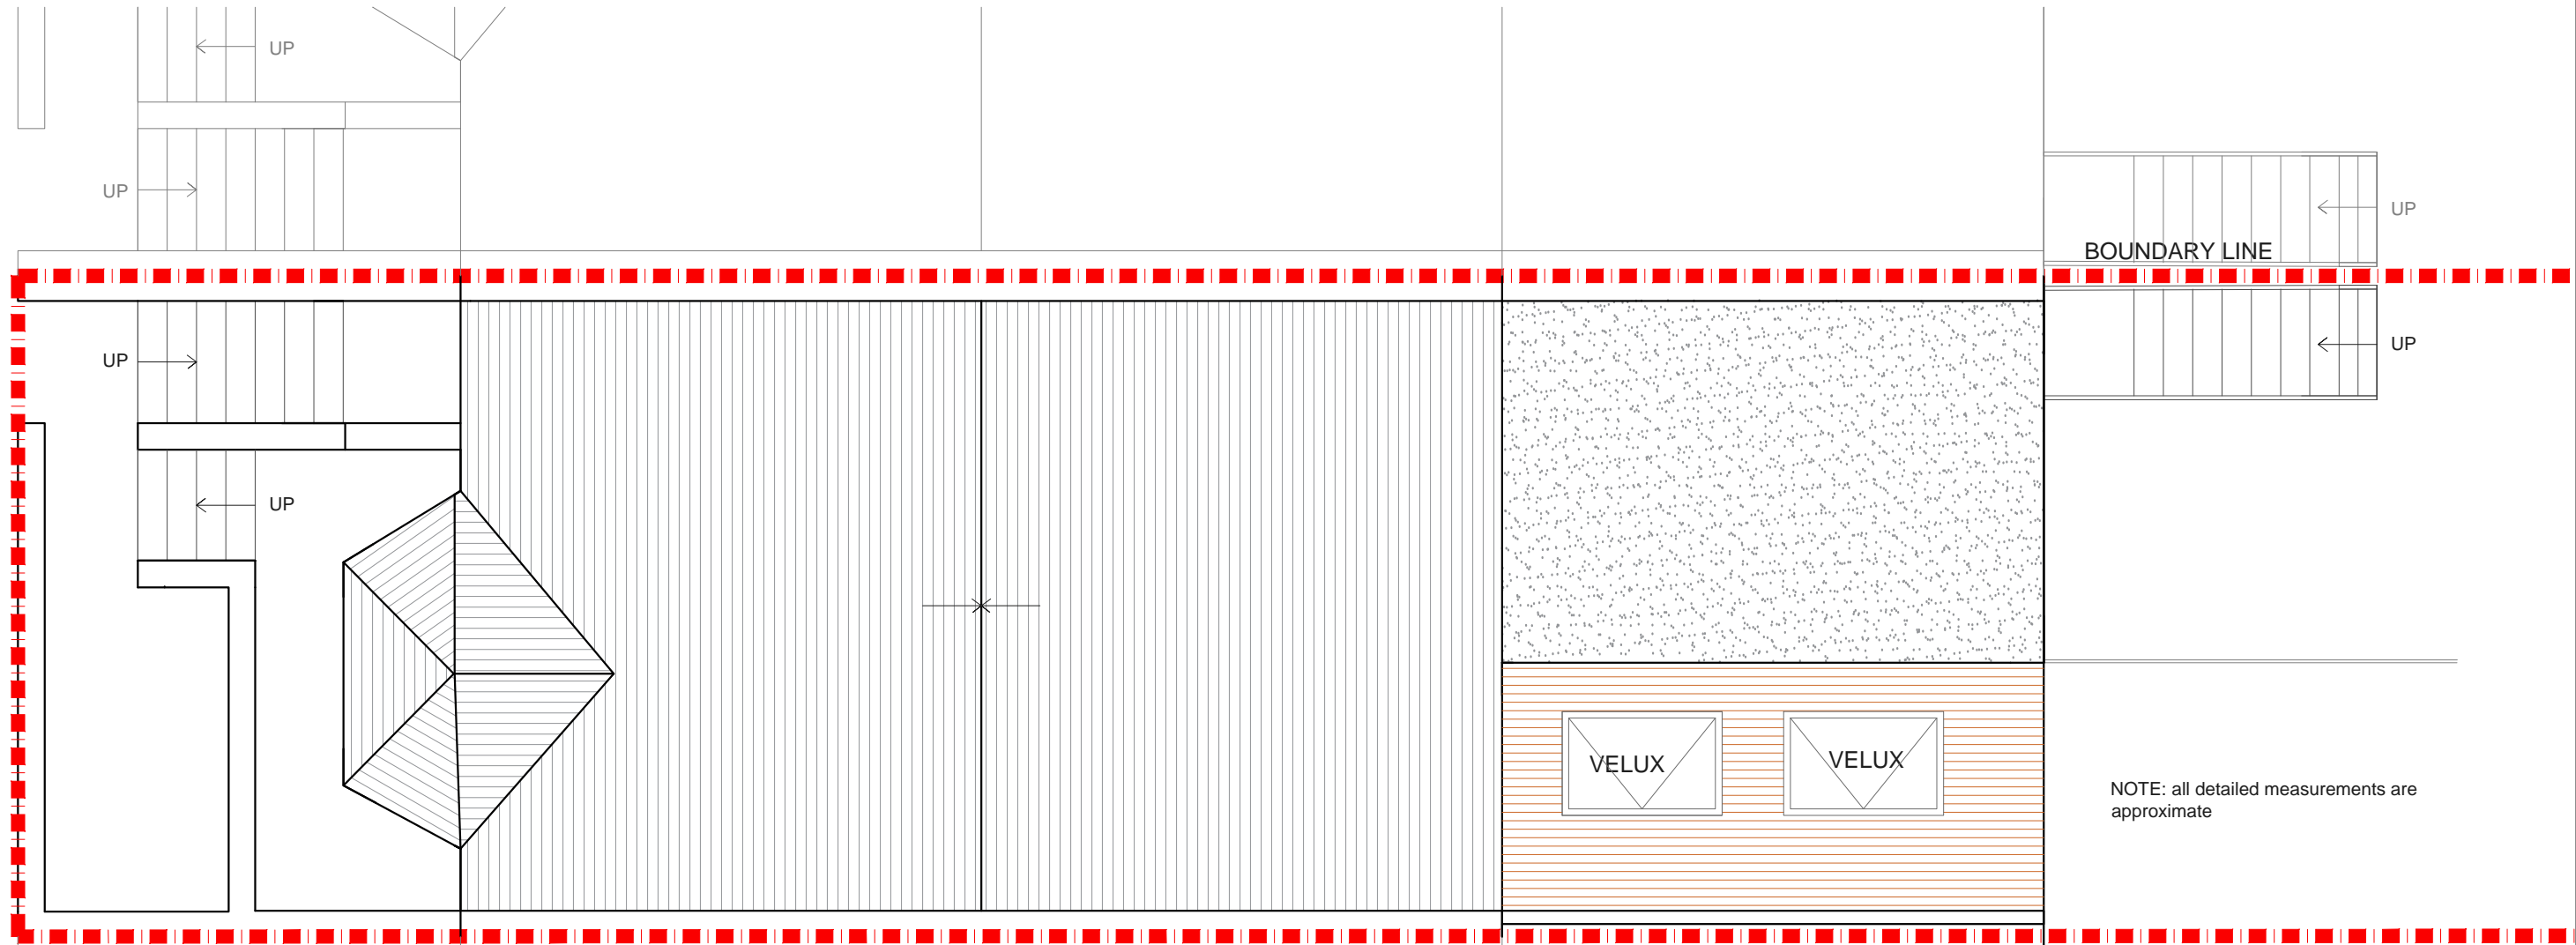 UP
UP
UP
BOUNDARY LINE
UP
UP
UP
VELUX
VELUX
NOTE: all detailed measurements are
approximate